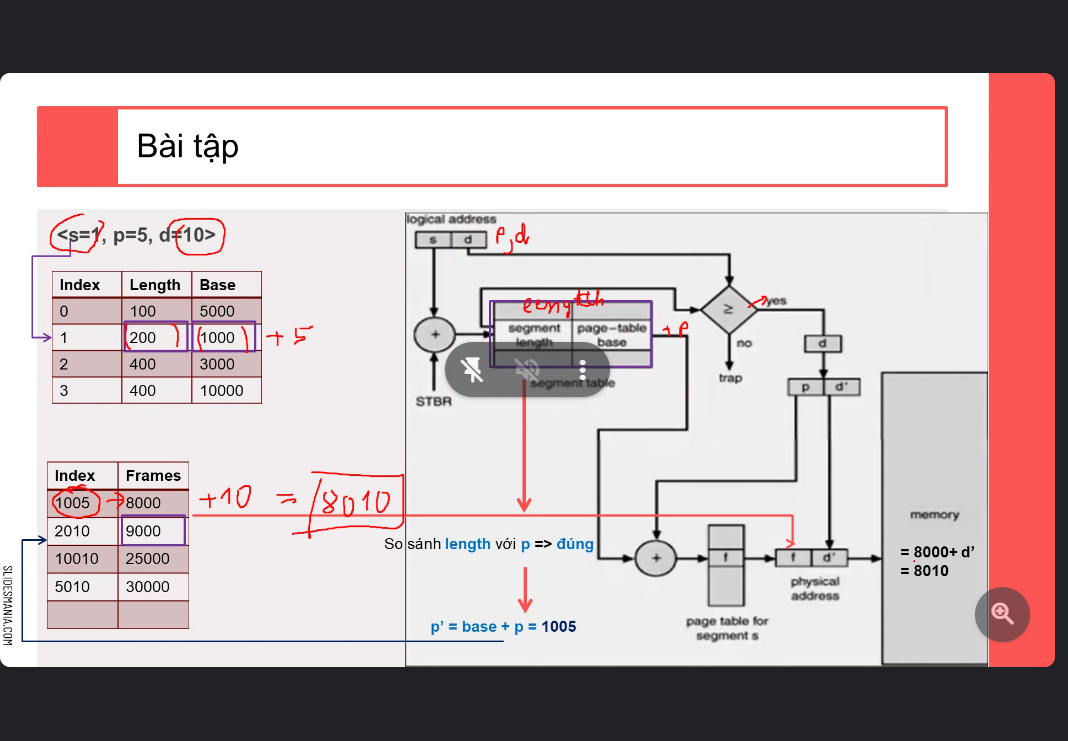 Bài tập
<s=1, p=5, d=10>
Index Length Base
0 100 5000
1 200 1000 + 5
2 400 3000
3 400 10000
Index Frames
1005 8000 +10 = 8010
2010 9000
10010 25000
5010 30000
SLIDESMANIA.COM
logical address
s d p,d
length
segment length
page-table base
+ p
segment table
+
STBR
≥
yes
no
trap
d
p d'
So sánh length với p => đúng
p' = base + p = 1005
+
f
f d'
physical address
page table for segment s
memory
= 8000+ d'
= 8010